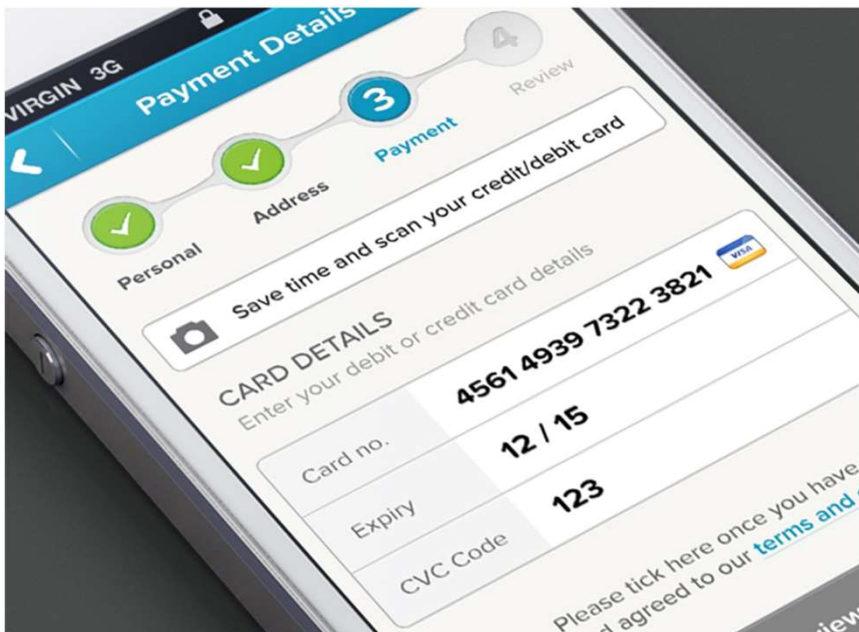 VIRGIN 3G
Payment Details
3
4
Personal
Address
Payment
Review
Save time and scan your credit/debit card
CARD DETAILS
Enter your debit or credit card details
Card no. 4561 4939 7322 3821 VISA
Expiry 12 / 15
CVC Code 123
Please tick here once you have
agreed to our terms and